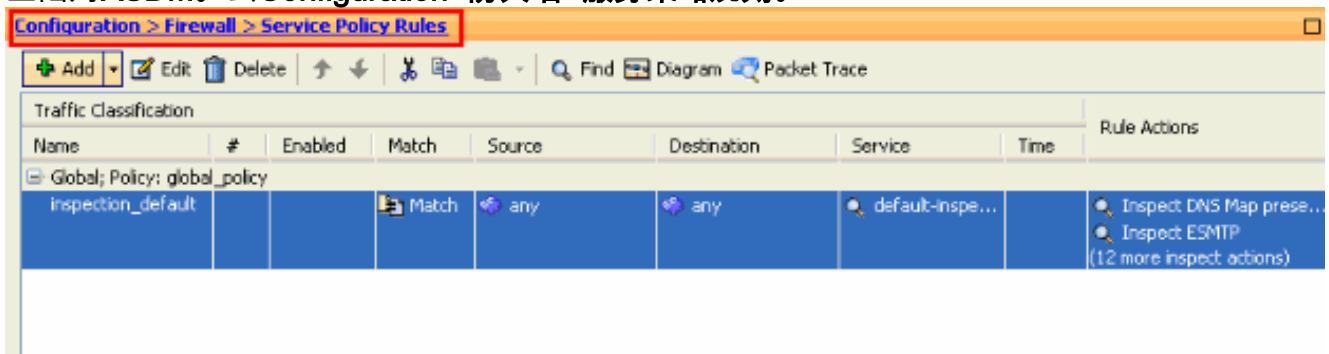 Configuration > Firewall > Service Policy Rules
Add Edit Delete Find Diagram Packet Trace
Traffic Classification
Rule Actions
Name # Enabled Match Source Destination Service Time
Global; Policy: global_policy
inspection_default Match any any default-inspe... Inspect DNS Map prese...
Inspect ESMTP
(12 more inspect actions)